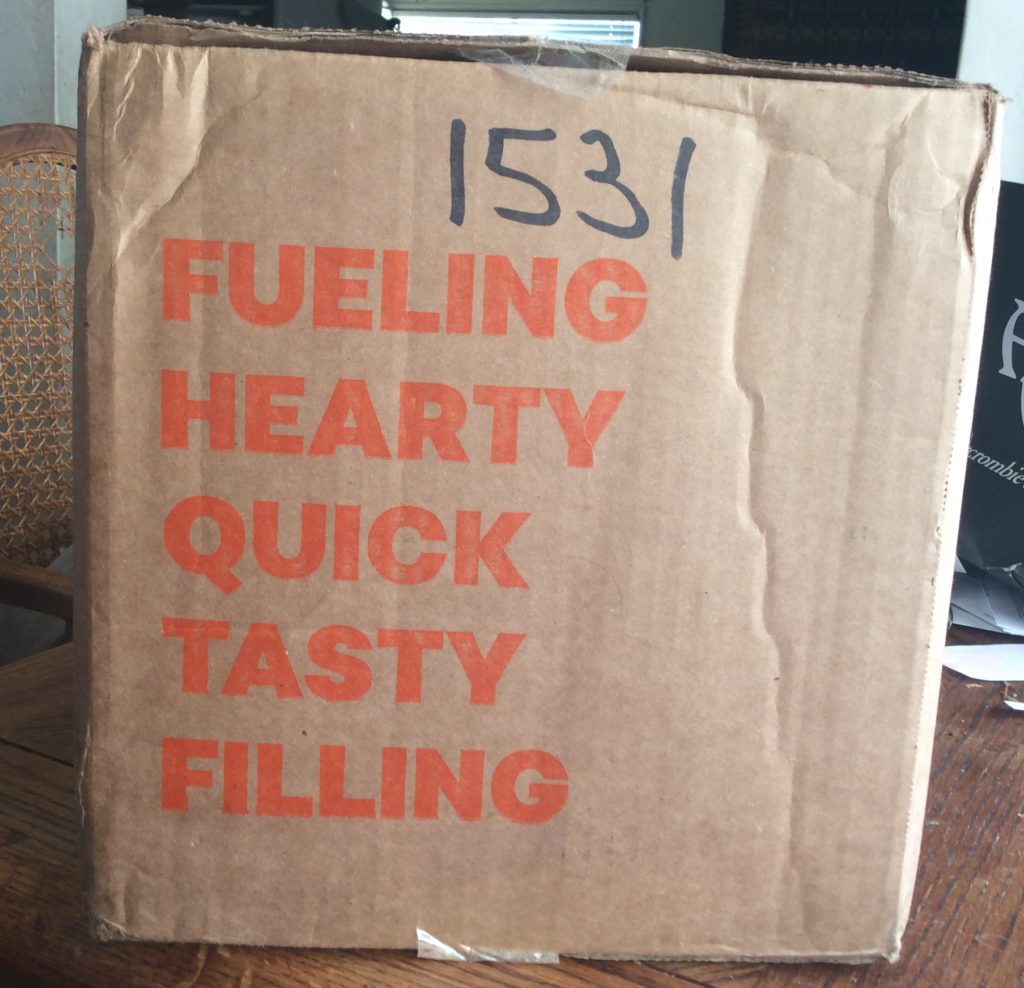 1531
FUELING
HEARTY
QUICK
TASTY
FILLING